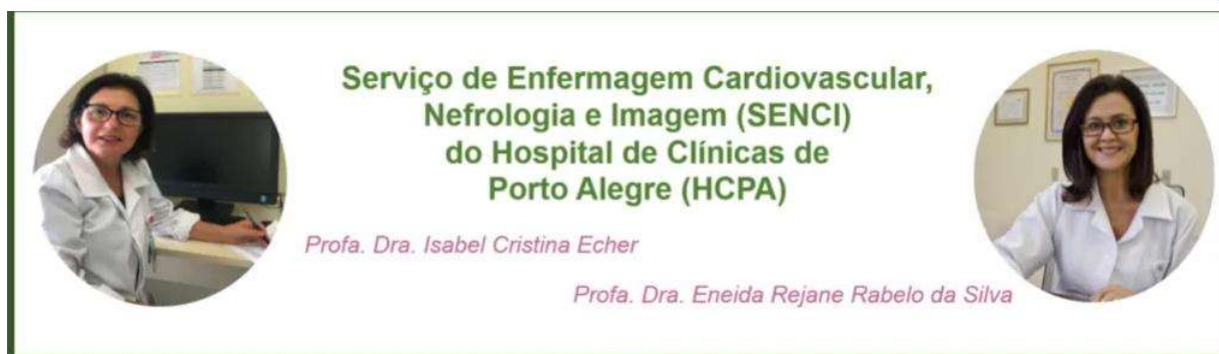 Serviço de Enfermagem Cardiovascular,
Nefrologia e Imagem (SENCI)
do Hospital de Clínicas de
Porto Alegre (HCPA)
Profa. Dra. Isabel Cristina Echer
Profa. Dra. Eneida Rejane Rabelo da Silva